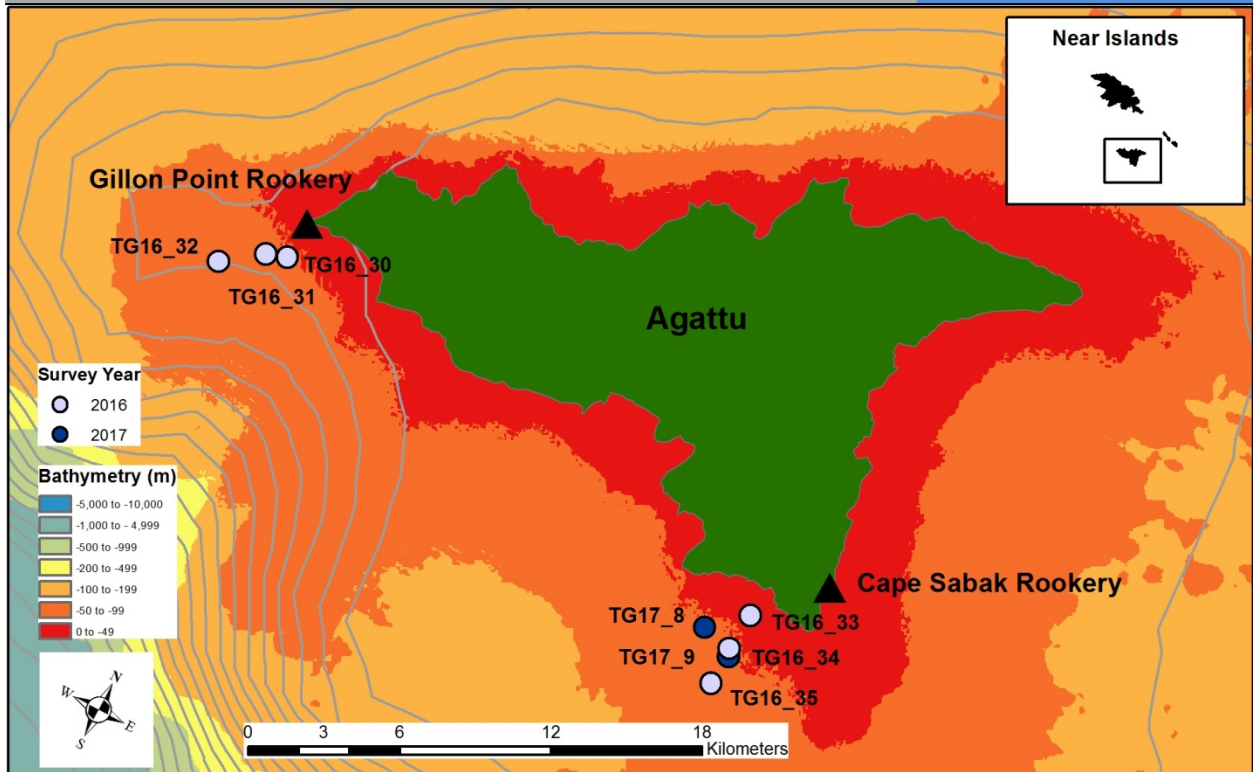 Near Islands
Gillon Point Rookery
TG16_32
TG16_30
TG16_31
Agattu
Survey Year
2016
2017
Bathymetry (m)
-5,000 to -10,000
-1,000 to - 4,999
-500 to -999
-200 to -499
-100 to -199
-50 to -99
0 to -49
Cape Sabak Rookery
TG17_8
TG16_33
TG17_9
TG16_34
TG16_35
N
W
E
S
0 3 6 12 18
Kilometers